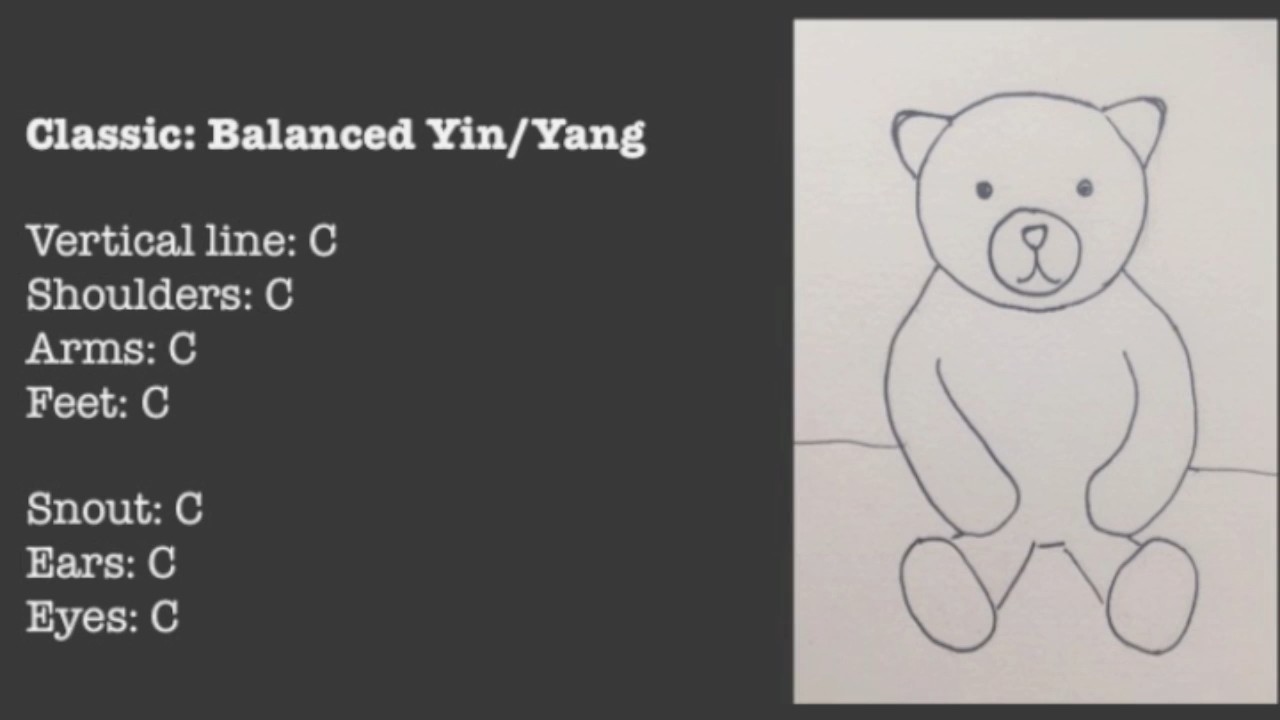 Classic: Balanced Yin/Yang
Vertical line: C
Shoulders: C
Arms: C
Feet: C
Snout: C
Ears: C
Eyes: C